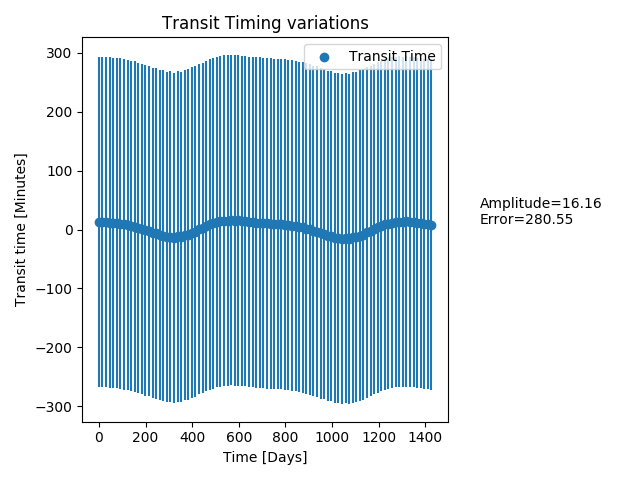 Transit Timing variations
Transit Time
300
200
100
0
−100
−200
−300
Transit time [Minutes]
0 200 400 600 800 1000 1200 1400
Time [Days]
Amplitude=16.16
Error=280.55